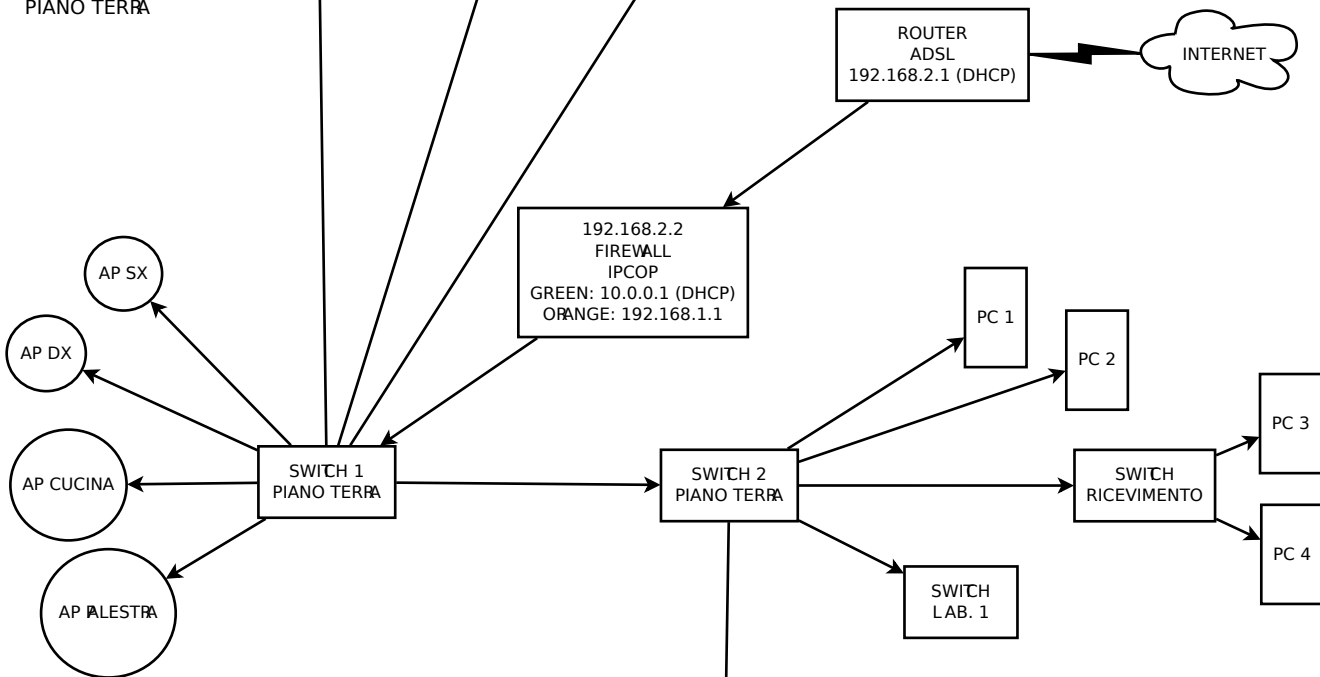 PIANO TERRA
ROUTER
ADSL
192.168.2.1 (DHCP)
INTERNET
192.168.2.2
FIREWALL
IPCOP
GREEN: 10.0.0.1 (DHCP)
ORANGE: 192.168.1.1
AP SX
AP DX
AP CUCINA
AP PALESTRA
SWITCH 1
PIANO TERRA
SWITCH 2
PIANO TERRA
PC 1
PC 2
SWITCH
RICEVIMENTO
PC 3
PC 4
SWITCH
LAB. 1